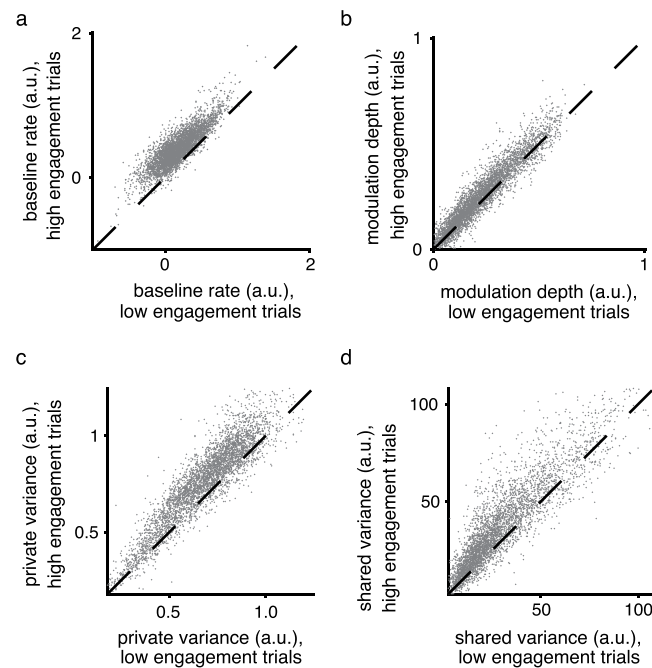 a
2
0
0
2
baseline rate (a.u.),
high engagement trials
baseline rate (a.u.),
low engagement trials
b
1
0
0
1
modulation depth (a.u.),
high engagement trials
modulation depth (a.u.),
low engagement trials
c
1
0.5
0.5
1.0
private variance (a.u.),
high engagement trials
private variance (a.u.),
low engagement trials
d
100
50
50
100
shared variance (a.u.),
high engagement trials
shared variance (a.u.),
low engagement trials